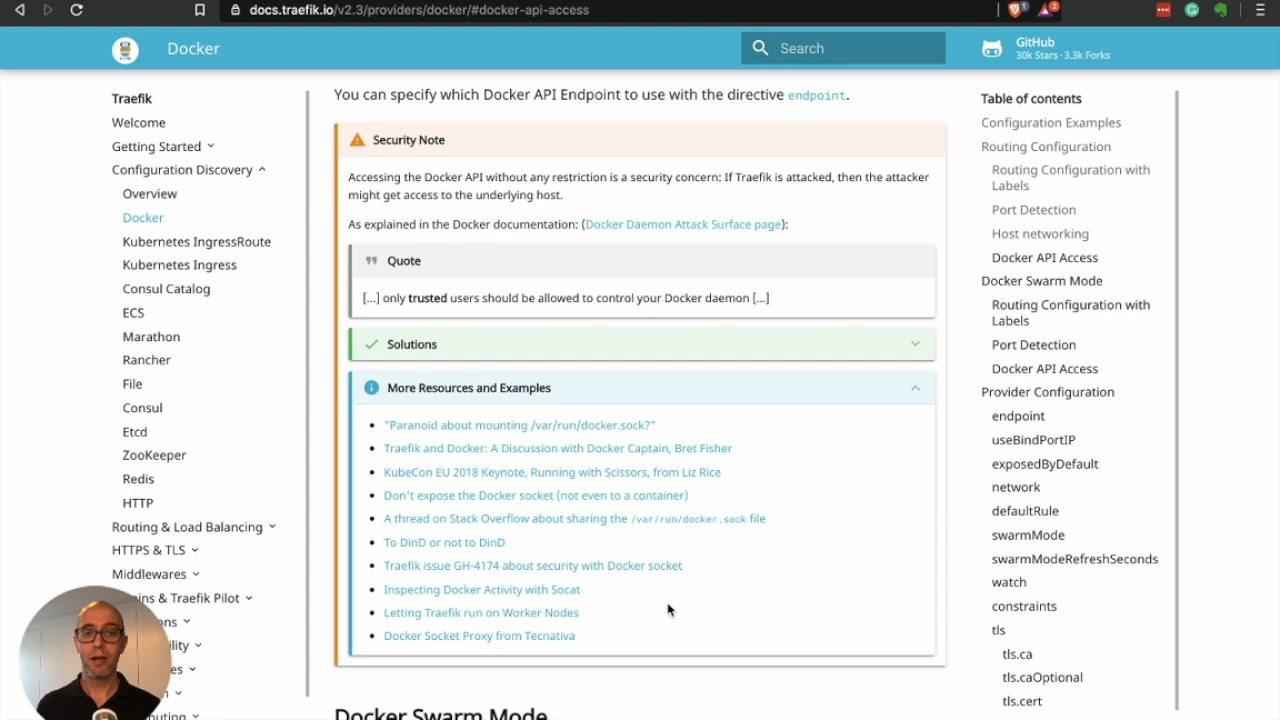 docs.traefik.io/v2.3/providers/docker/#docker-api-access
1
2
Docker
Search
GitHub
30k Stars · 3.3k Forks
Traefik
Welcome
Getting Started
Configuration Discovery
Overview
Docker
Kubernetes IngressRoute
Kubernetes Ingress
Consul Catalog
ECS
Marathon
Rancher
File
Consul
Etcd
ZooKeeper
Redis
HTTP
Routing & Load Balancing
HTTPS & TLS
Middlewares
ins & Traefik Pilot
ons
ility
es
You can specify which Docker API Endpoint to use with the directive endpoint.
Security Note
Accessing the Docker API without any restriction is a security concern: If Traefik is attacked, then the attacker
might get access to the underlying host.
As explained in the Docker documentation: (Docker Daemon Attack Surface page):
Quote
[...] only trusted users should be allowed to control your Docker daemon [...]
Solutions
More Resources and Examples
"Paranoid about mounting /var/run/docker.sock?"
Traefik and Docker: A Discussion with Docker Captain, Bret Fisher
KubeCon EU 2018 Keynote, Running with Scissors, from Liz Rice
Don't expose the Docker socket (not even to a container)
A thread on Stack Overflow about sharing the /var/run/docker.sock file
To DinD or not to DinD
Traefik issue GH-4174 about security with Docker socket
Inspecting Docker Activity with Socat
Letting Traefik run on Worker Nodes
Docker Socket Proxy from Tecnativa
Docker Swarm Mode
Table of contents
Configuration Examples
Routing Configuration
Routing Configuration with
Labels
Port Detection
Host networking
Docker API Access
Docker Swarm Mode
Routing Configuration with
Labels
Port Detection
Docker API Access
Provider Configuration
endpoint
useBindPortIP
exposedByDefault
network
defaultRule
swarmMode
swarmModeRefreshSeconds
watch
constraints
tls
tls.ca
tls.caOptional
tls.cert